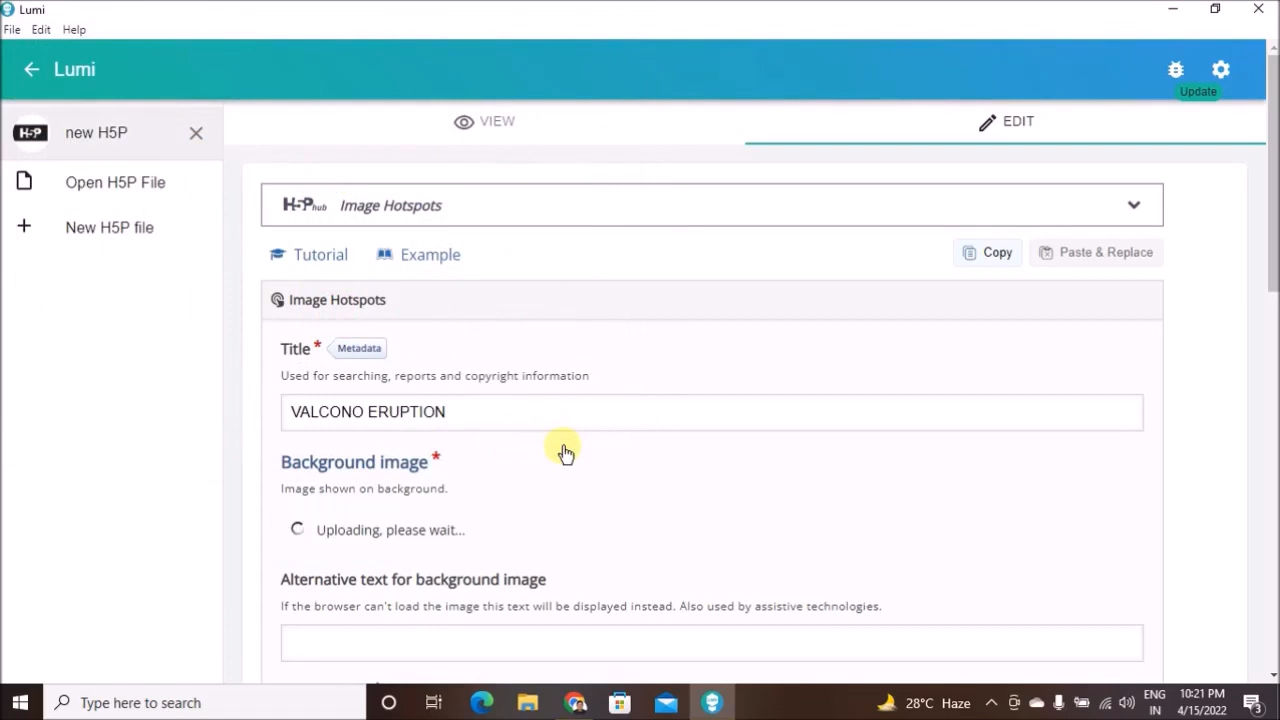 Lumi
File Edit Help
Lumi
Update
H5P new H5P
Open H5P File
New H5P file
VIEW
EDIT
H5P hub Image Hotspots
Tutorial Example Copy Paste & Replace
Image Hotspots
Title * Metadata
Used for searching, reports and copyright information
VALCONO ERUPTION
Background image *
Image shown on background.
Uploading, please wait...
Alternative text for background image
If the browser can't load the image this text will be displayed instead. Also used by assistive technologies.
Type here to search
28°C Haze
ENG
IN
10:21 PM
4/15/2022
3